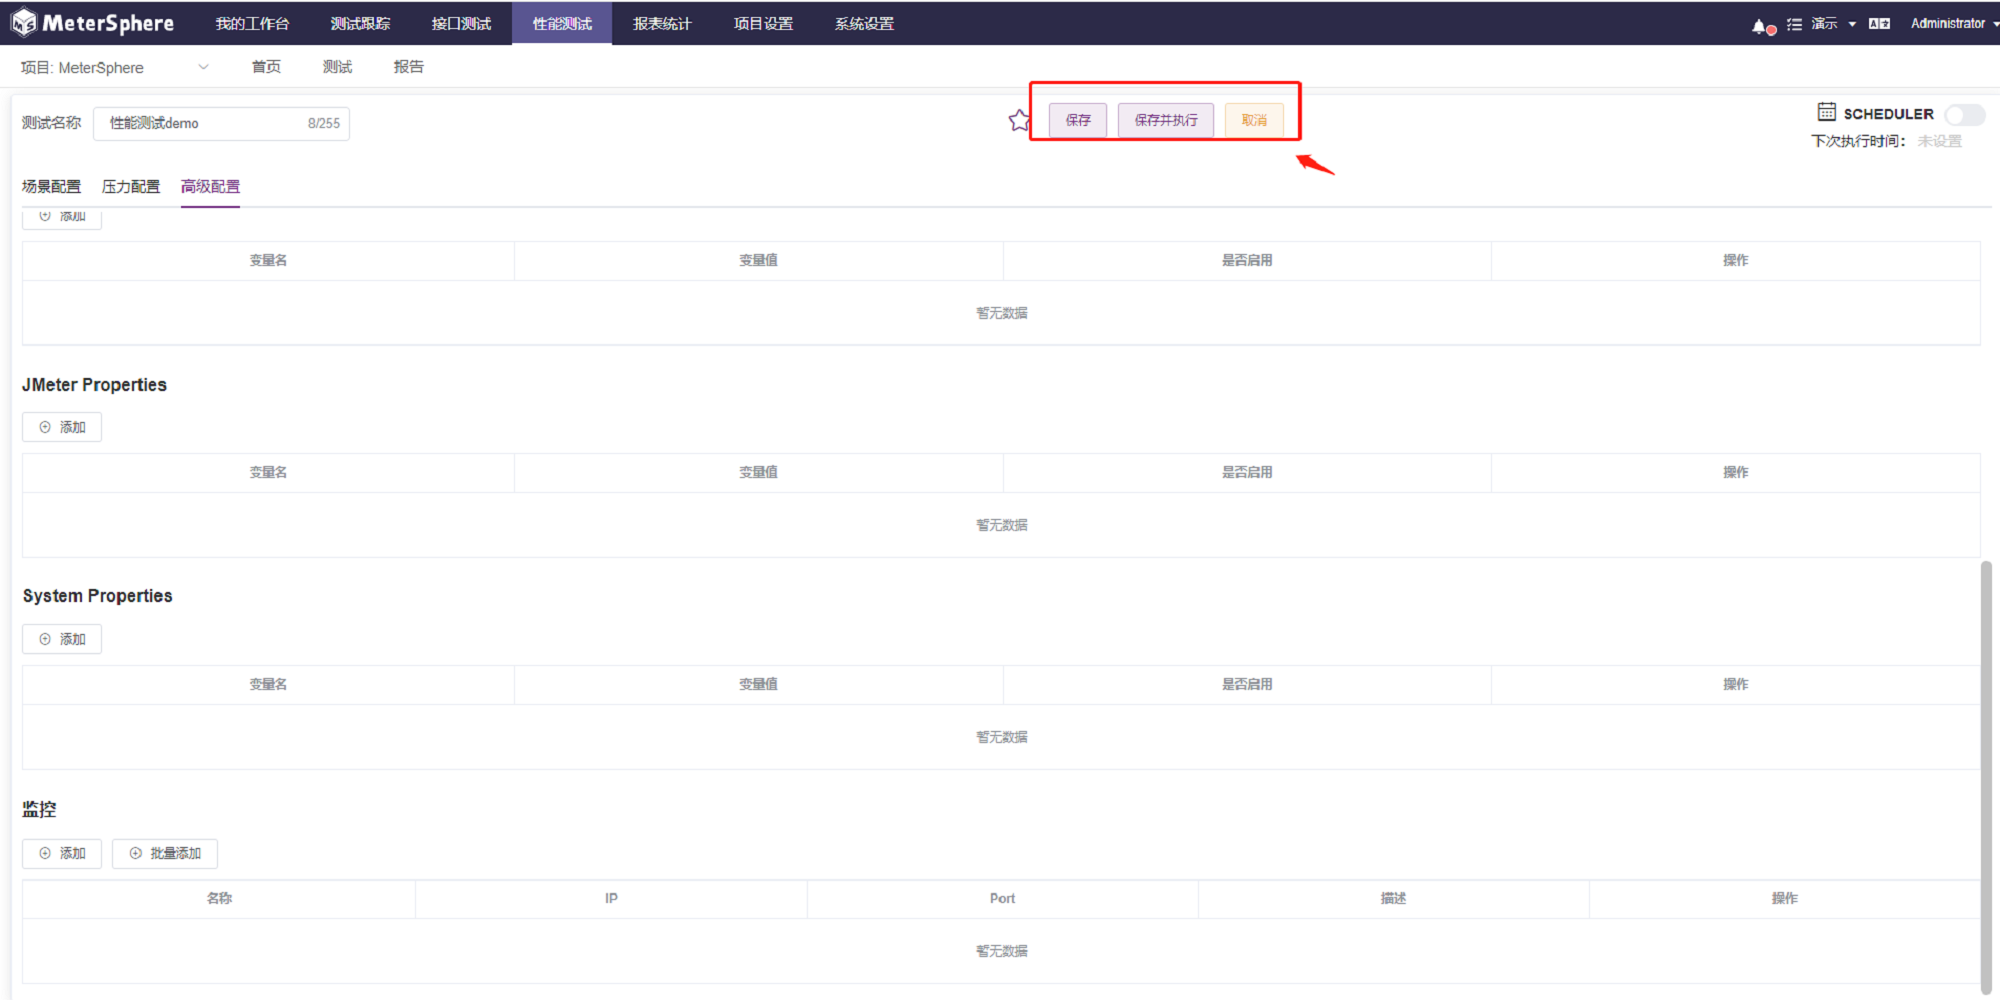 MeterSphere 我的工作台 测试跟踪 接口测试 性能测试 报表统计 项目设置 系统设置 演示 Administrator
项目: MeterSphere 首页 测试 报告
测试名称 性能测试demo 8/255 保存 保存并执行 取消 SCHEDULER
下次执行时间： 未设置
场景配置 压力配置 高级配置
添加
变量名 变量值 是否启用 操作
暂无数据
JMeter Properties
添加
变量名 变量值 是否启用 操作
暂无数据
System Properties
添加
变量名 变量值 是否启用 操作
暂无数据
监控
添加 批量添加
名称 IP Port 描述 操作
暂无数据